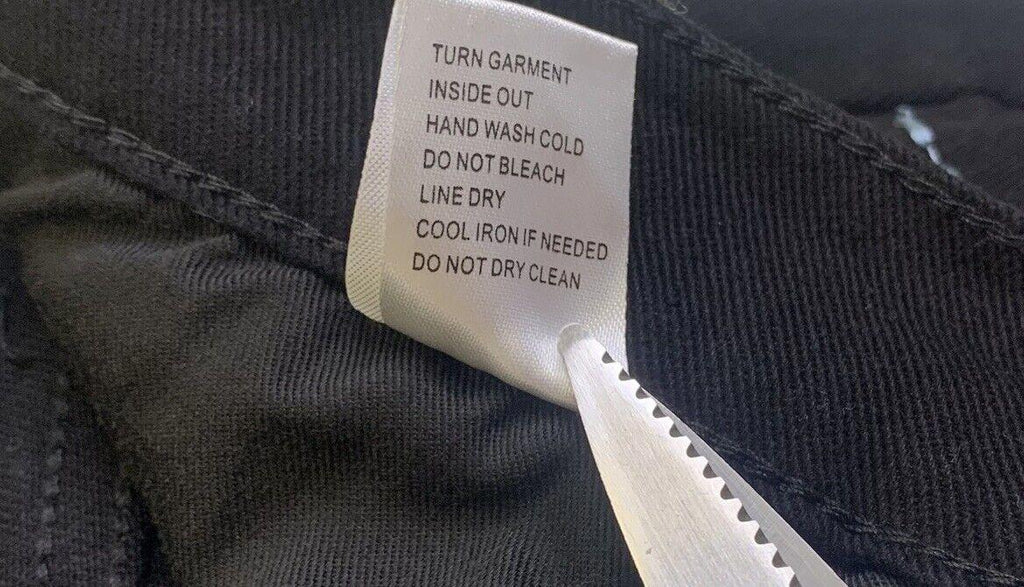 TURN GARMENT
INSIDE OUT
HAND WASH COLD
DO NOT BLEACH
LINE DRY
COOL IRON IF NEEDED
DO NOT DRY CLEAN